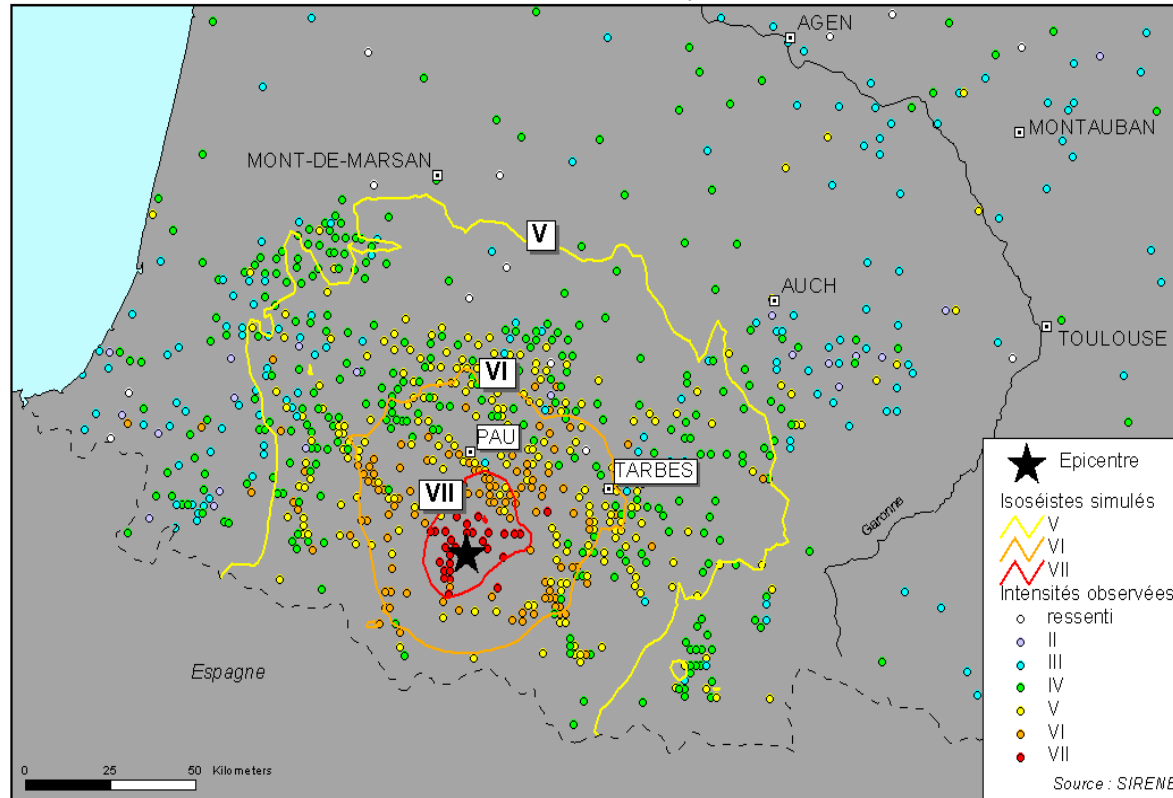 AGEN
MONTAUBAN
MONT-DE-MARSAN
V
AUCH
TOULOUSE
VI
PAU
TARBES
VII
Garonne
Espagne
0 25 50 Kilometers
Epicentre
Isoséistes simulés
V
VI
VII
Intensités observées
ressenti
II
III
IV
V
VI
VII
Source : SIRENE